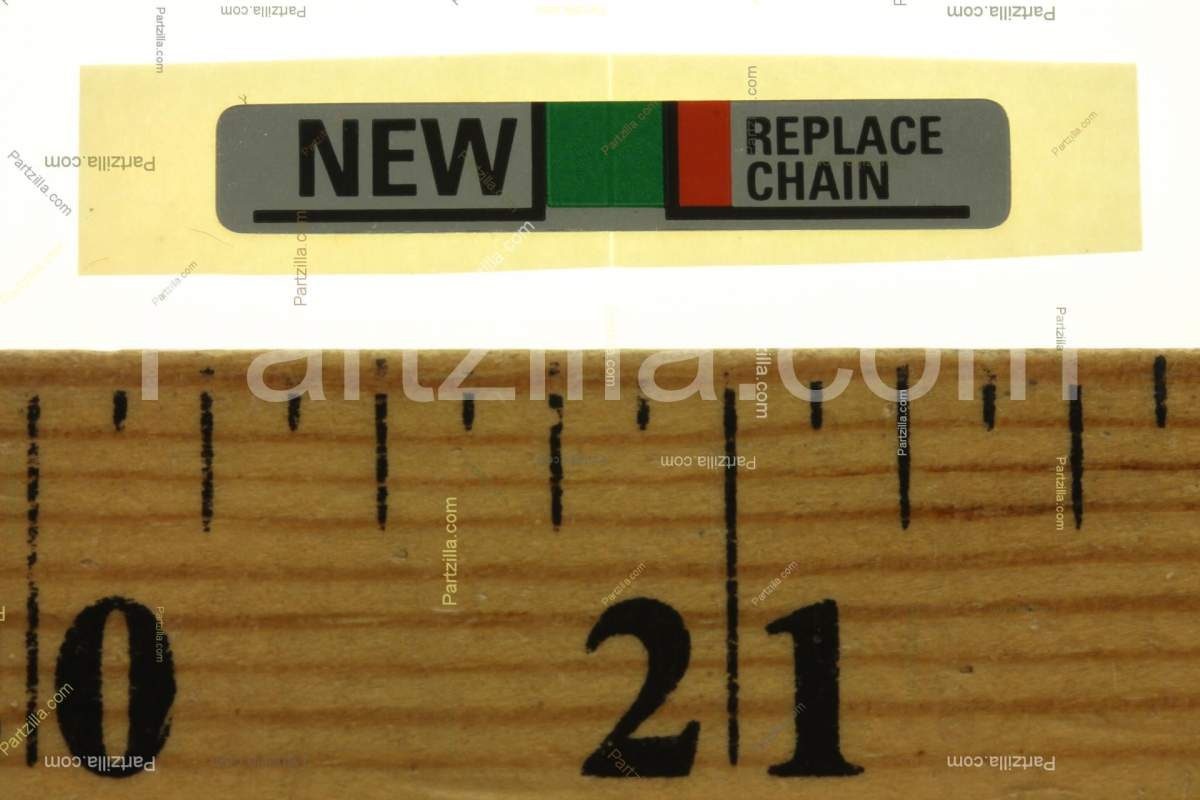 NEW
REPLACE
CHAIN
Partzilla.com
0
2 1